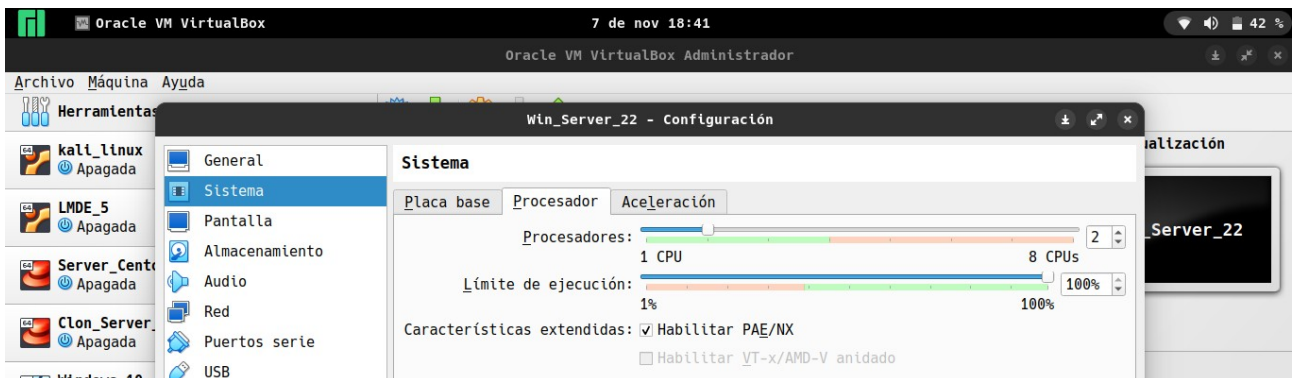 Oracle VM VirtualBox
7 de nov 18:41
42 %
Oracle VM VirtualBox Administrador
Archivo Máquina Ayuda
Herramientas
Win_Server_22 - Configuración
kali_linux
Apagada
LMDE_5
Apagada
Server_Cento
Apagada
Clon_Server_
Apagada
General
Sistema
Pantalla
Almacenamiento
Audio
Red
Puertos serie
USB
Sistema
Placa base Procesador Aceleración
Procesadores: 2
1 CPU 8 CPUs
Límite de ejecución: 100%
1% 100%
Características extendidas: Habilitar PAE/NX
Habilitar VT-x/AMD-V anidado
ualización
_Server_22